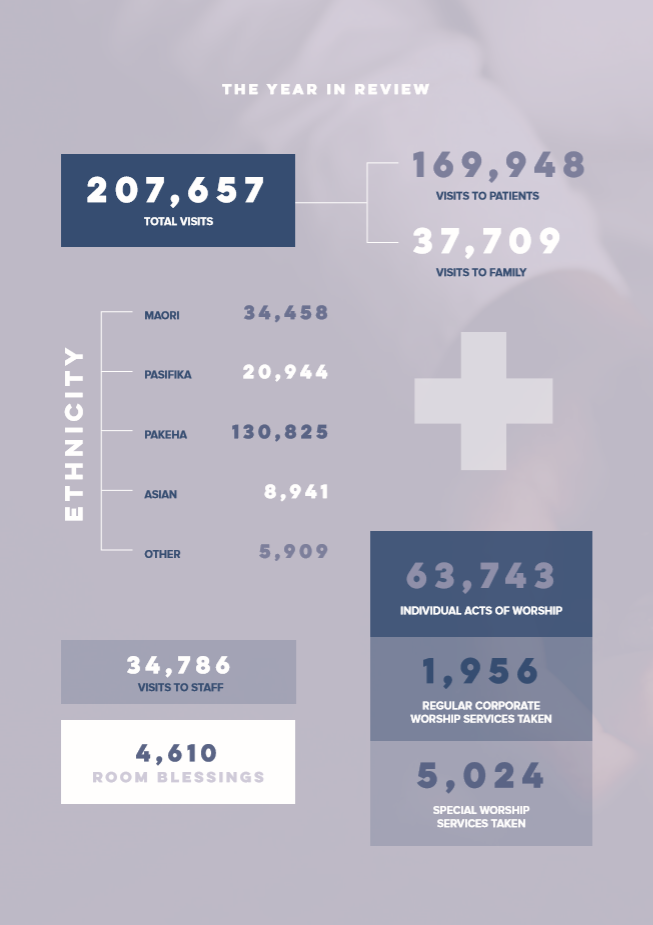 THE YEAR IN REVIEW
207,657
TOTAL VISITS
169,948
VISITS TO PATIENTS
37,709
VISITS TO FAMILY
ETHNICITY
MAORI 34,458
PASIFIKA 20,944
PAKEHA 130,825
ASIAN 8,941
OTHER 5,909
63,743
INDIVIDUAL ACTS OF WORSHIP
1,956
REGULAR CORPORATE
WORSHIP SERVICES TAKEN
5,024
SPECIAL WORSHIP
SERVICES TAKEN
34,786
VISITS TO STAFF
4,610
ROOM BLESSINGS